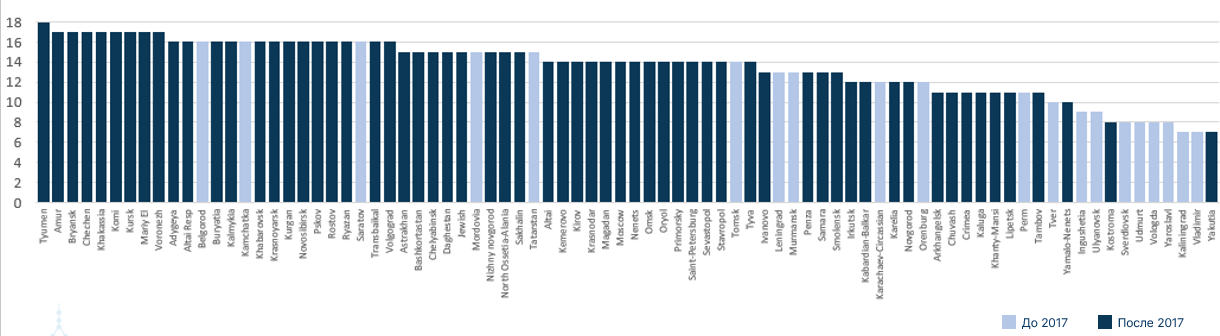 18
16
14
12
10
8
6
4
2
0
Tyumen
Amur
Bryansk
Chechen
Khakassia
Komi
Kursk
Mariy El
Voronezh
Adygeya
Altai Resp
Belgorod
Buryatia
Kalmykia
Kamchatka
Khabarovsk
Krasnoyarsk
Kurgan
Novosibirsk
Pskov
Rostov
Ryazan
Saratov
Transbaikal
Volgograd
Astrakhan
Bashkortastan
Chelyabinsk
Daghestan
Jewish
Mordovia
Nizhny novgorod
North Ossetia-Alania
Sakhalin
Tatarstan
Altai
Kemerovo
Kirov
Krasnodar
Magadan
Moscow
Nenets
Omsk
Oryol
Primorsky
Saint-Petersburg
Sevastopol
Stavropol
Tomsk
Tyva
Ivanovo
Leningrad
Murmansk
Penza
Samara
Smolensk
Irkutsk
Kabardian-Balkar
Karachaev-Circassian
Karelia
Novgorod
Orenburg
Arkhangelsk
Chuvash
Crimea
Kaluga
Khanty-Mansi
Lipetsk
Perm
Tambov
Tver
Yamalo-Nenets
Ingushetia
Ulyanovsk
Kostroma
Sverdlovsk
Udmurt
Vologda
Yaroslavl
Kaliningrad
Vladimir
Yakutia
До 2017
После 2017